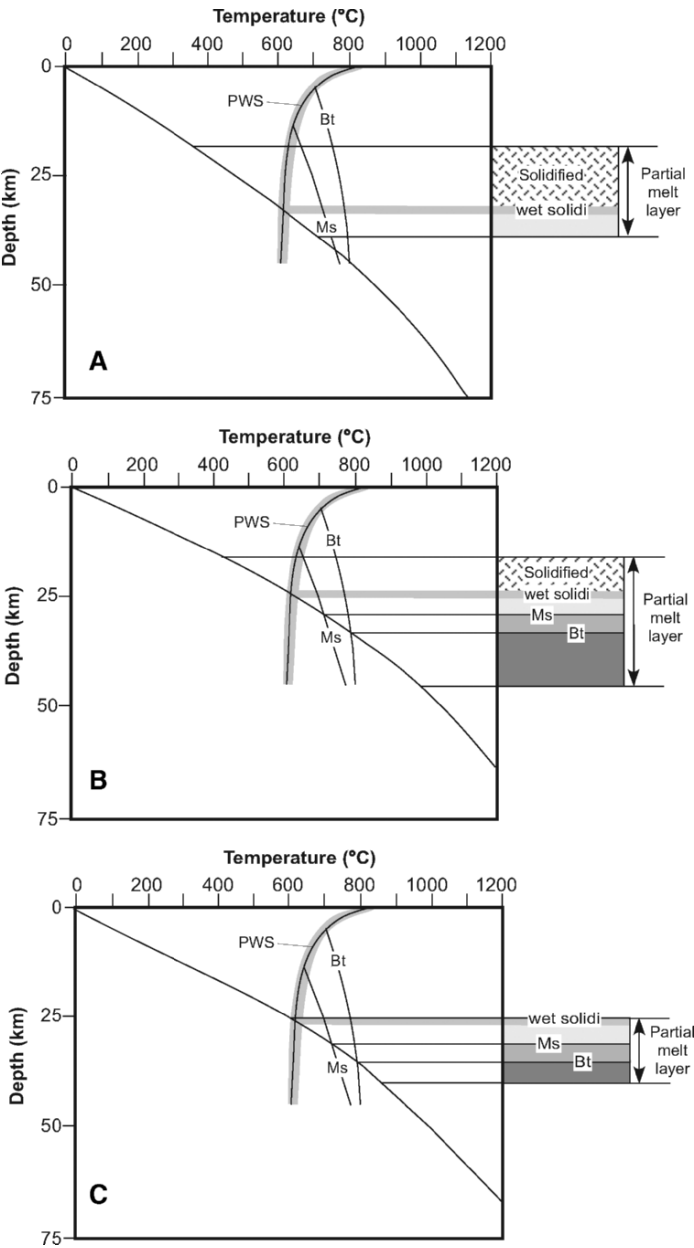 Temperature (°C)
0 200 400 600 800 1000 1200
0
PWS
Bt
Solidified
Partial
melt
layer
25
wet solidi
Ms
Depth (km)
50
A
75
Temperature (°C)
0 200 400 600 800 1000 1200
0
PWS
Bt
Solidified
25
wet solidi
Partial
melt
layer
Ms
Bt
Ms
Depth (km)
50
B
75
Temperature (°C)
0 200 400 600 800 1000 1200
0
PWS
Bt
25
wet solidi
Partial
melt
layer
Ms
Bt
Ms
Depth (km)
50
C
75